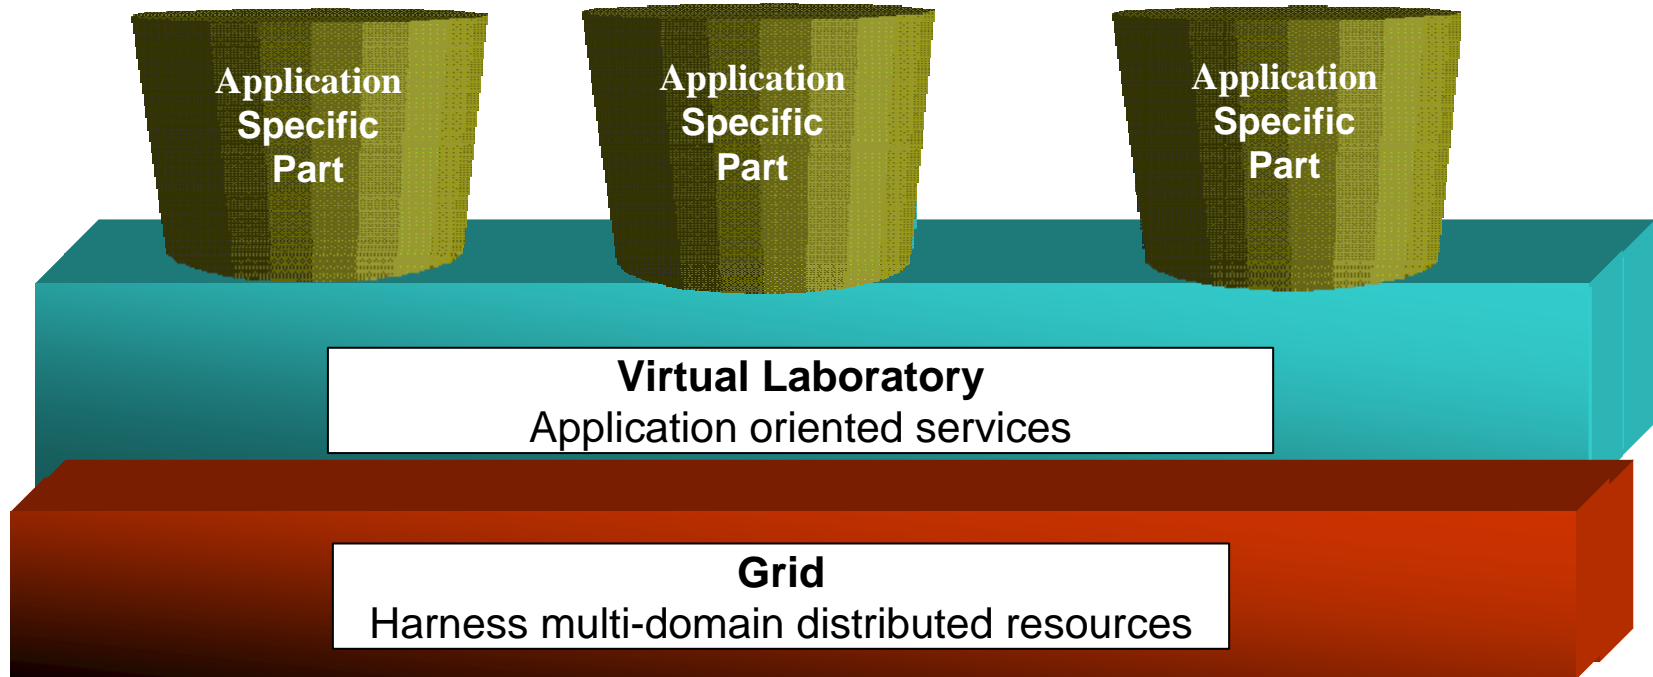 Application
Specific
Part
Application
Specific
Part
Application
Specific
Part
Virtual Laboratory
Application oriented services
Grid
Harness multi-domain distributed resources